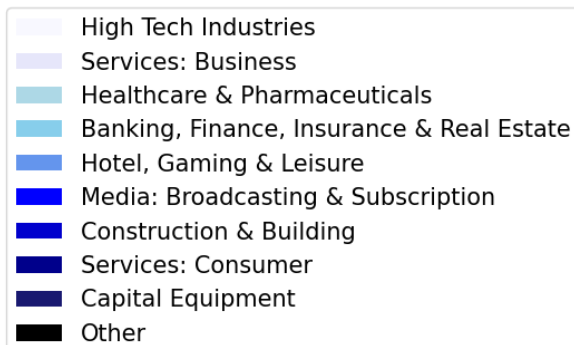 High Tech Industries
Services: Business
Healthcare & Pharmaceuticals
Banking, Finance, Insurance & Real Estate
Hotel, Gaming & Leisure
Media: Broadcasting & Subscription
Construction & Building
Services: Consumer
Capital Equipment
Other